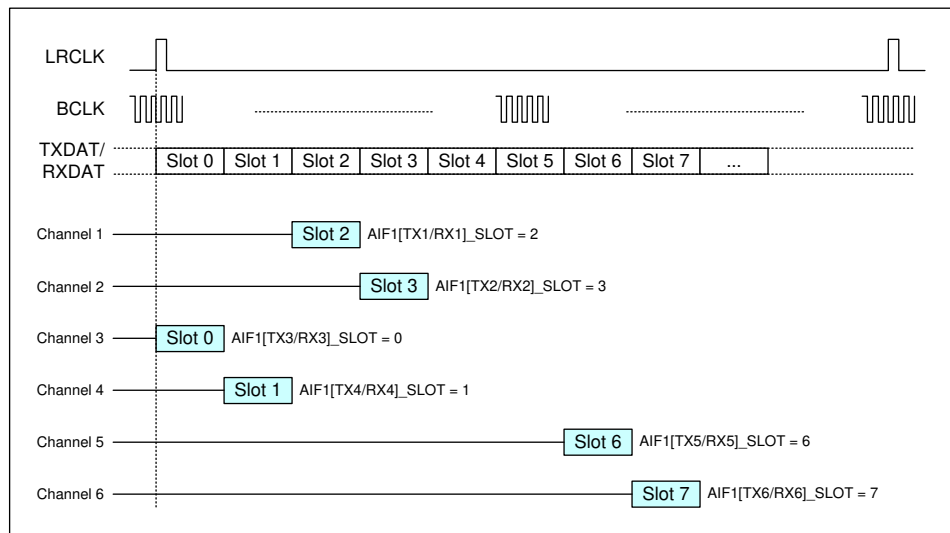 LRCLK
BCLK
TXDAT/
RXDAT
Slot 0 Slot 1 Slot 2 Slot 3 Slot 4 Slot 5 Slot 6 Slot 7 ...
Channel 1 Slot 2 AIF1[TX1/RX1]_SLOT = 2
Channel 2 Slot 3 AIF1[TX2/RX2]_SLOT = 3
Channel 3 Slot 0 AIF1[TX3/RX3]_SLOT = 0
Channel 4 Slot 1 AIF1[TX4/RX4]_SLOT = 1
Channel 5 Slot 6 AIF1[TX5/RX5]_SLOT = 6
Channel 6 Slot 7 AIF1[TX6/RX6]_SLOT = 7